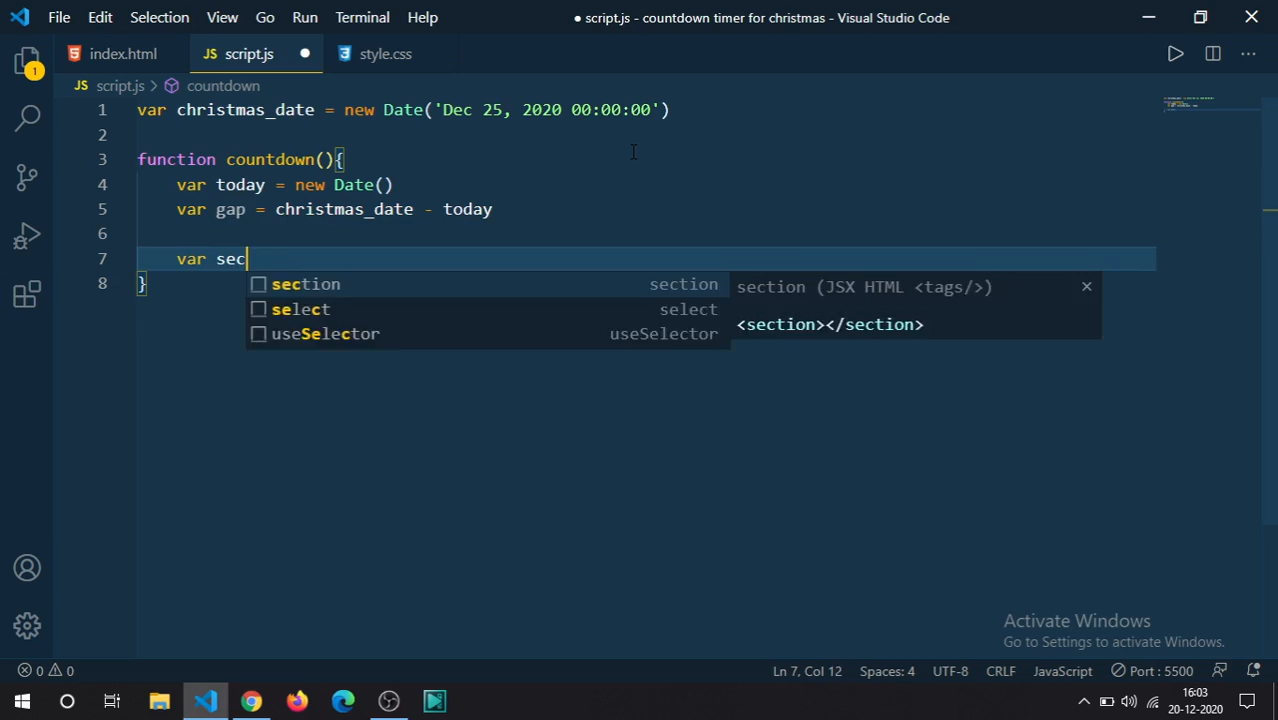 File Edit Selection View Go Run Terminal Help
● script.js - countdown timer for christmas - Visual Studio Code
index.html
JS script.js ●
style.css
1
JS script.js > countdown
1 var christmas_date = new Date('Dec 25, 2020 00:00:00')
2
3 function countdown(){
4 var today = new Date()
5 var gap = christmas_date - today
6
7 var sec
8 }
section section
select select
useSelector useSelector
section (JSX HTML <tags/>)
<section></section>
Activate Windows
Go to Settings to activate Windows.
0 0
Ln 7, Col 12 Spaces: 4 UTF-8 CRLF JavaScript Port : 5500
16:03
20-12-2020